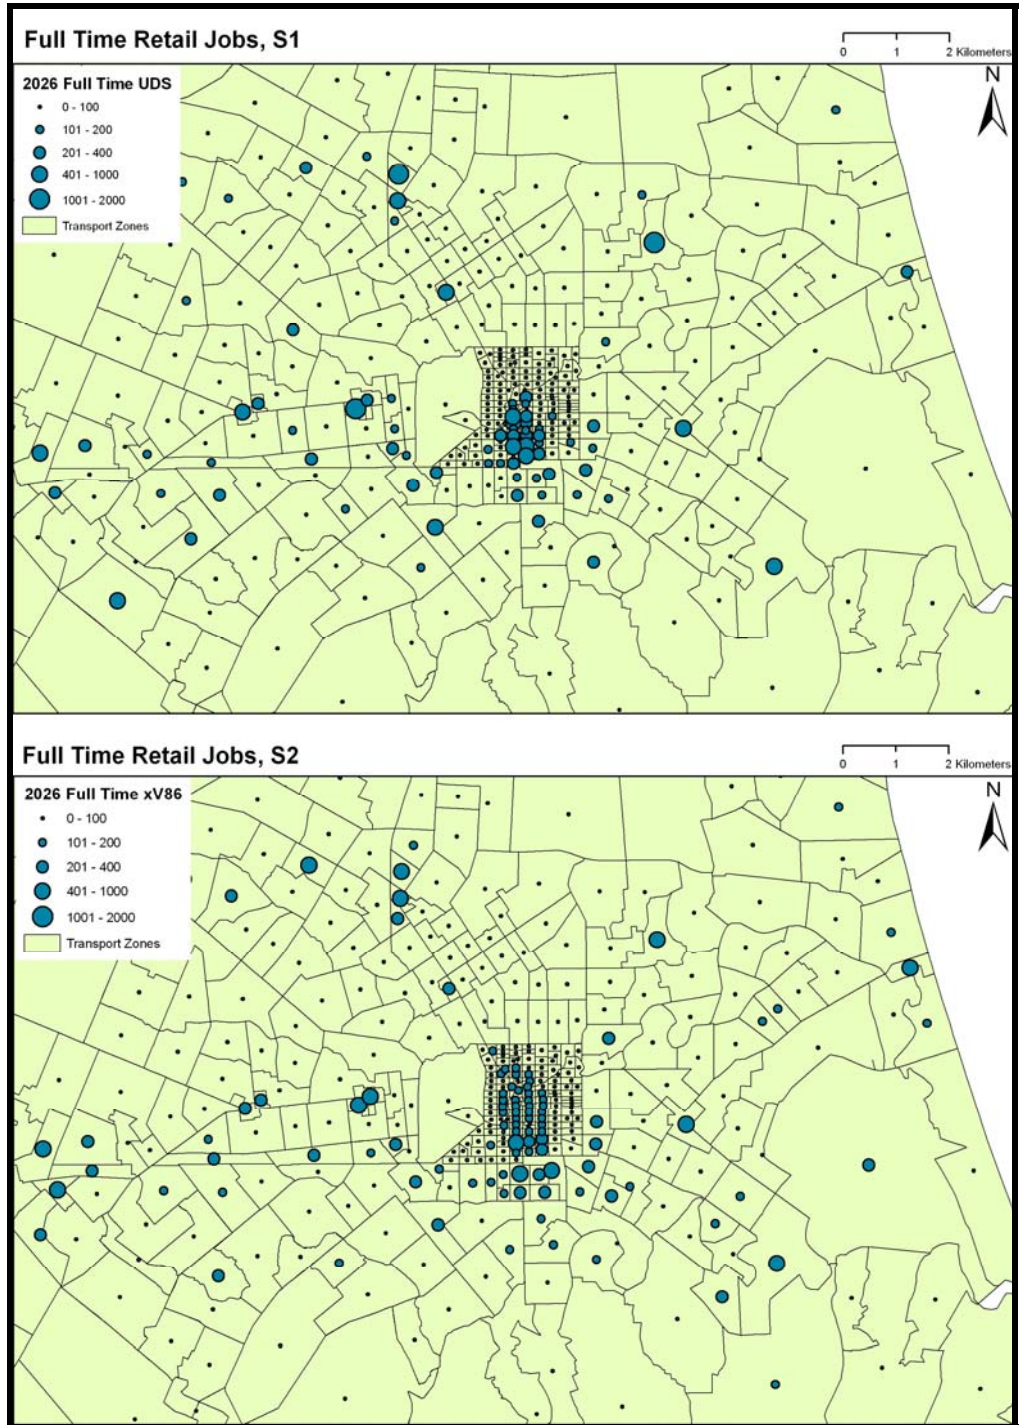 Full Time Retail Jobs, S1
0 1 2 Kilometers
N
2026 Full Time UDS
0 - 100
101 - 200
201 - 400
401 - 1000
1001 - 2000
Transport Zones
Full Time Retail Jobs, S2
0 1 2 Kilometers
N
2026 Full Time xV86
0 - 100
101 - 200
201 - 400
401 - 1000
1001 - 2000
Transport Zones